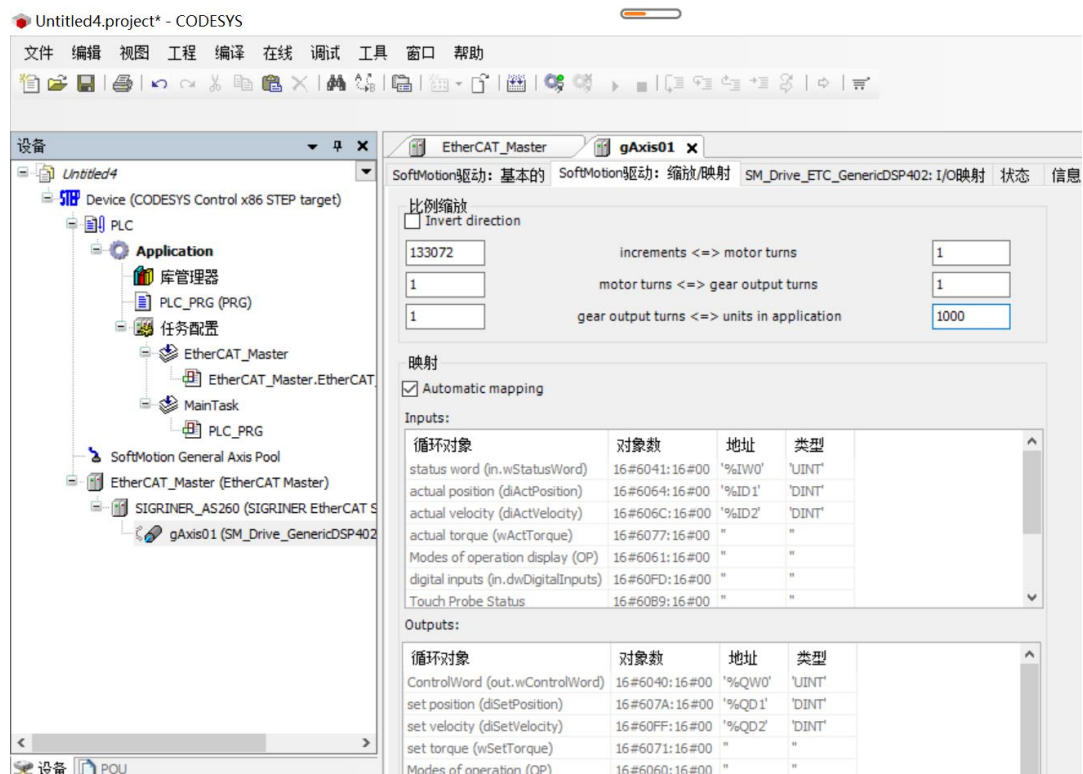 Untitled4.project* - CODESYS
文件 编辑 视图 工程 编译 在线 调试 工具 窗口 帮助
设备
Untitled4
Device (CODESYS Control x86 STEP target)
PLC
Application
库管理器
PLC_PRG (PRG)
任务配置
EtherCAT_Master
EtherCAT_Master.EtherCAT_
MainTask
PLC_PRG
SoftMotion General Axis Pool
EtherCAT_Master (EtherCAT Master)
SIGRINER_AS260 (SIGRINER EtherCAT S
gAxis01 (SM_Drive_GenericDSP402
设备 POU
EtherCAT_Master gAxis01
SoftMotion驱动: 基本的 SoftMotion驱动: 缩放/映射 SM_Drive_ETC_GenericDSP402: I/O映射 状态 信息
比例缩放
Invert direction
133072 increments <=> motor turns 1
1 motor turns <=> gear output turns 1
1 gear output turns <=> units in application 1000
映射
Automatic mapping
Inputs:
循环对象 对象数 地址 类型
status word (in.wStatusWord) 16#6041:16#00 '%IW0' 'UINT'
actual position (diActPosition) 16#6064:16#00 '%ID1' 'DINT'
actual velocity (diActVelocity) 16#606C:16#00 '%ID2' 'DINT'
actual torque (wActTorque) 16#6077:16#00 '' ''
Modes of operation display (OP) 16#6061:16#00 '' ''
digital inputs (in.dwDigitalInputs) 16#60FD:16#00 '' ''
Touch Probe Status 16#60B9:16#00 '' ''
Outputs:
循环对象 对象数 地址 类型
ControlWord (out.wControlWord) 16#6040:16#00 '%QW0' 'UINT'
set position (diSetPosition) 16#607A:16#00 '%QD1' 'DINT'
set velocity (diSetVelocity) 16#60FF:16#00 '%QD2' 'DINT'
set torque (wSetTorque) 16#6071:16#00 '' ''
Modes of operation (OP) 16#6060:16#00 '' ''